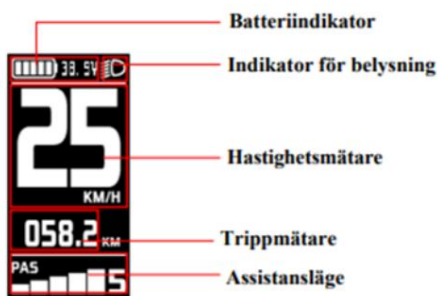 Batteriindikator
33.5V
Indikator för belysning
25
KM/H
Hastighetsmätare
058.2 KM
Trippmätare
PAS
5
Assistansläge